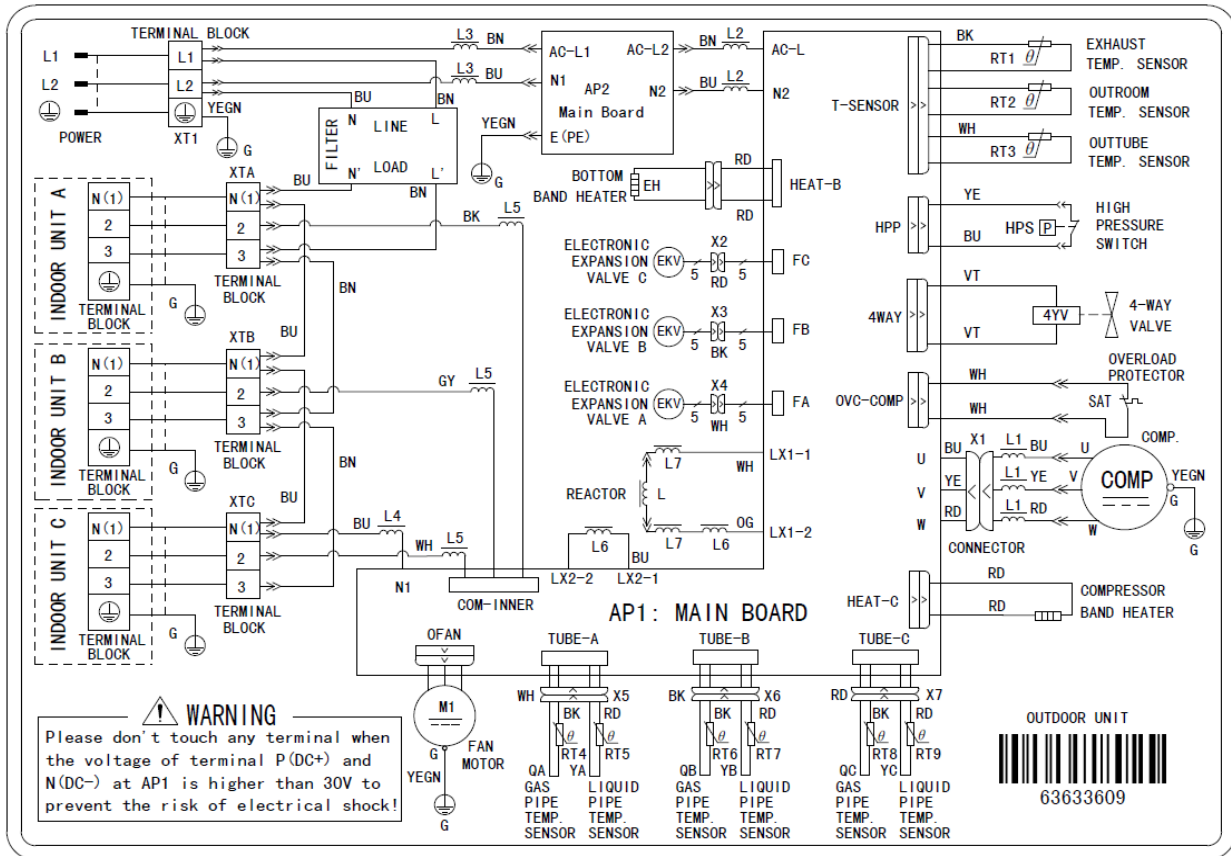 TERMINAL BLOCK
L1
L2
POWER
L1
L2
XT1
YEGN
G
L3 BN
L3 BU
BU
BN
FILTER
N LINE L
LOAD
N' L'
AC-L1 AC-L2
N1
AP2
N2
Main Board
E(PE)
YEGN
G
BN L2
BU L2
AC-L
N2
BOTTOM
BAND HEATER
EH
RD
RD
HEAT-B
ELECTRONIC
EXPANSION
VALVE C
EKV
5
X2
RD
5
FC
ELECTRONIC
EXPANSION
VALVE B
EKV
5
X3
BK
5
FB
ELECTRONIC
EXPANSION
VALVE A
EKV
5
X4
WH
5
FA
REACTOR
L7
WH
L
L7
L6
OG
LX1-1
LX1-2
L6
BU
LX2-2 LX2-1
T-SENSOR
BK
RT1 θ
EXHAUST
TEMP. SENSOR
RT2 θ
OUTROOM
TEMP. SENSOR
WH
RT3 θ
OUTTUBE
TEMP. SENSOR
HPP
YE
BU
HPS P
HIGH
PRESSURE
SWITCH
4WAY
VT
VT
4YV
4-WAY
VALVE
OVC-COMP
WH
WH
OVERLOAD
PROTECTOR
SAT
U BU X1 L1 BU U
V YE L1 YE V
W RD L1 RD W
CONNECTOR
COMP.
COMP
YEGN
G
G
HEAT-C
RD
RD
COMPRESSOR
BAND HEATER
INDOOR UNIT A
N(1)
2
3
TERMINAL
BLOCK
G
XTA
N(1)
2
3
TERMINAL
BLOCK
BU
BN
BK L5
BN
BU
INDOOR UNIT B
N(1)
2
3
TERMINAL
BLOCK
G
XTB
N(1)
2
3
TERMINAL
BLOCK
GY L5
BN
BU
INDOOR UNIT C
N(1)
2
3
TERMINAL
BLOCK
G
XTC
N(1)
2
3
TERMINAL
BLOCK
BU L4
WH L5
N1
COM-INNER
AP1: MAIN BOARD
OFAN
M1
G
FAN
MOTOR
YEGN
G
TUBE-A
WH X5
BK RD
θ θ
RT4 RT5
QA YA
GAS
PIPE
TEMP.
SENSOR
LIQUID
PIPE
TEMP.
SENSOR
TUBE-B
BK X6
BK RD
θ θ
RT6 RT7
QB YB
GAS
PIPE
TEMP.
SENSOR
LIQUID
PIPE
TEMP.
SENSOR
TUBE-C
RD X7
BK RD
θ θ
RT8 RT9
QC YC
GAS
PIPE
TEMP.
SENSOR
LIQUID
PIPE
TEMP.
SENSOR
WARNING
Please don't touch any terminal when
the voltage of terminal P(DC+) and
N(DC-) at AP1 is higher than 30V to
prevent the risk of electrical shock!
OUTDOOR UNIT
63633609